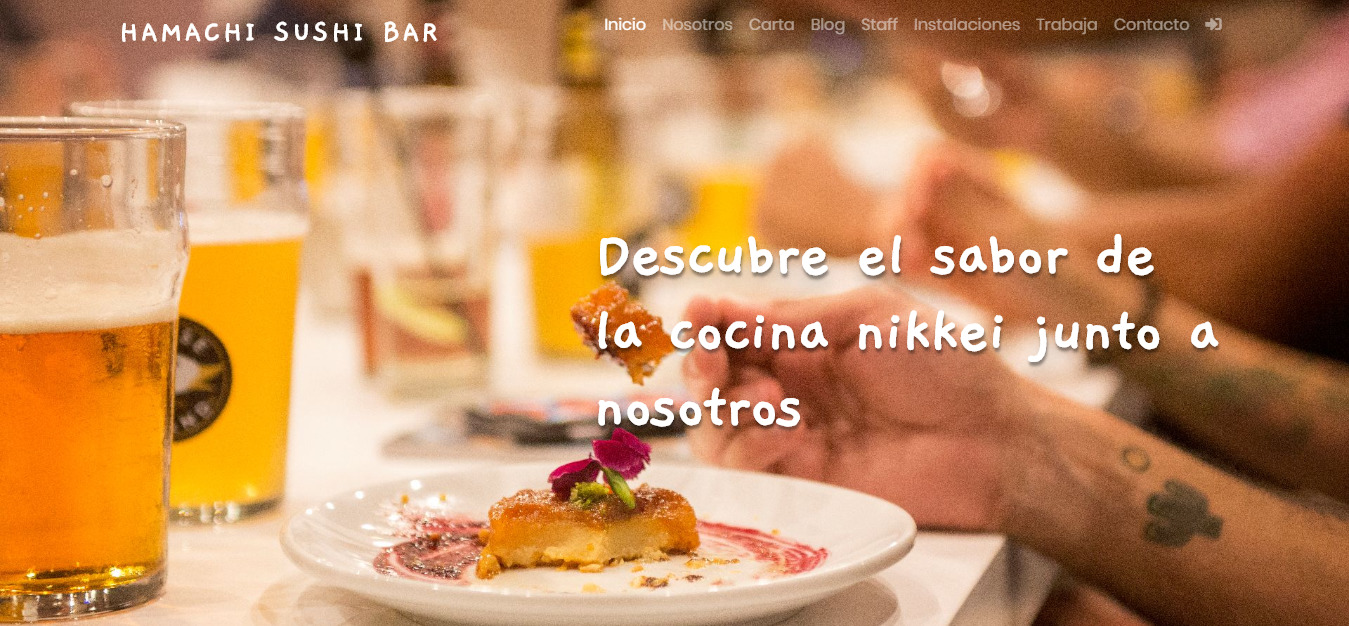 HAMACHI SUSHI BAR
Inicio Nosotros Carta Blog Staff Instalaciones Trabaja Contacto
Descubre el sabor de
la cocina nikkei junto a
nosotros